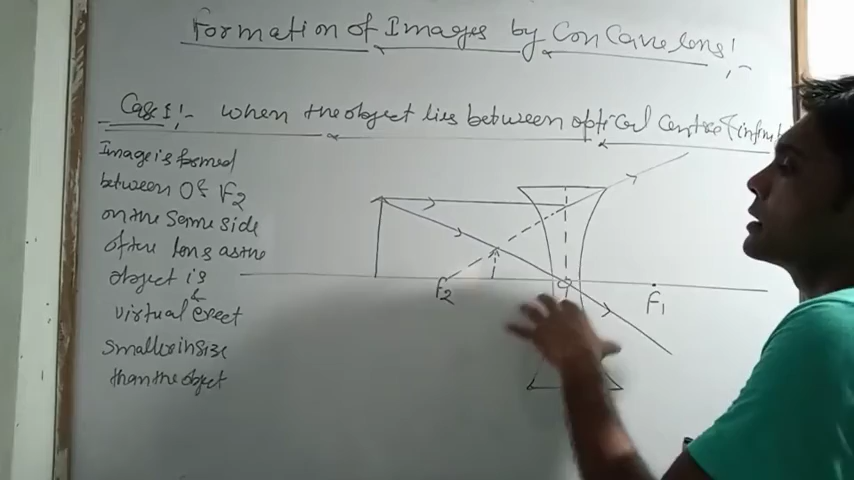 Formation of Images by Concave lens!
Case I:- when the object lies between optical centre & infinit
Image is formed
between O & F2
on the same side
of the lens as the
object is
virtual erect
smaller in size
than the object
F2
O
F1